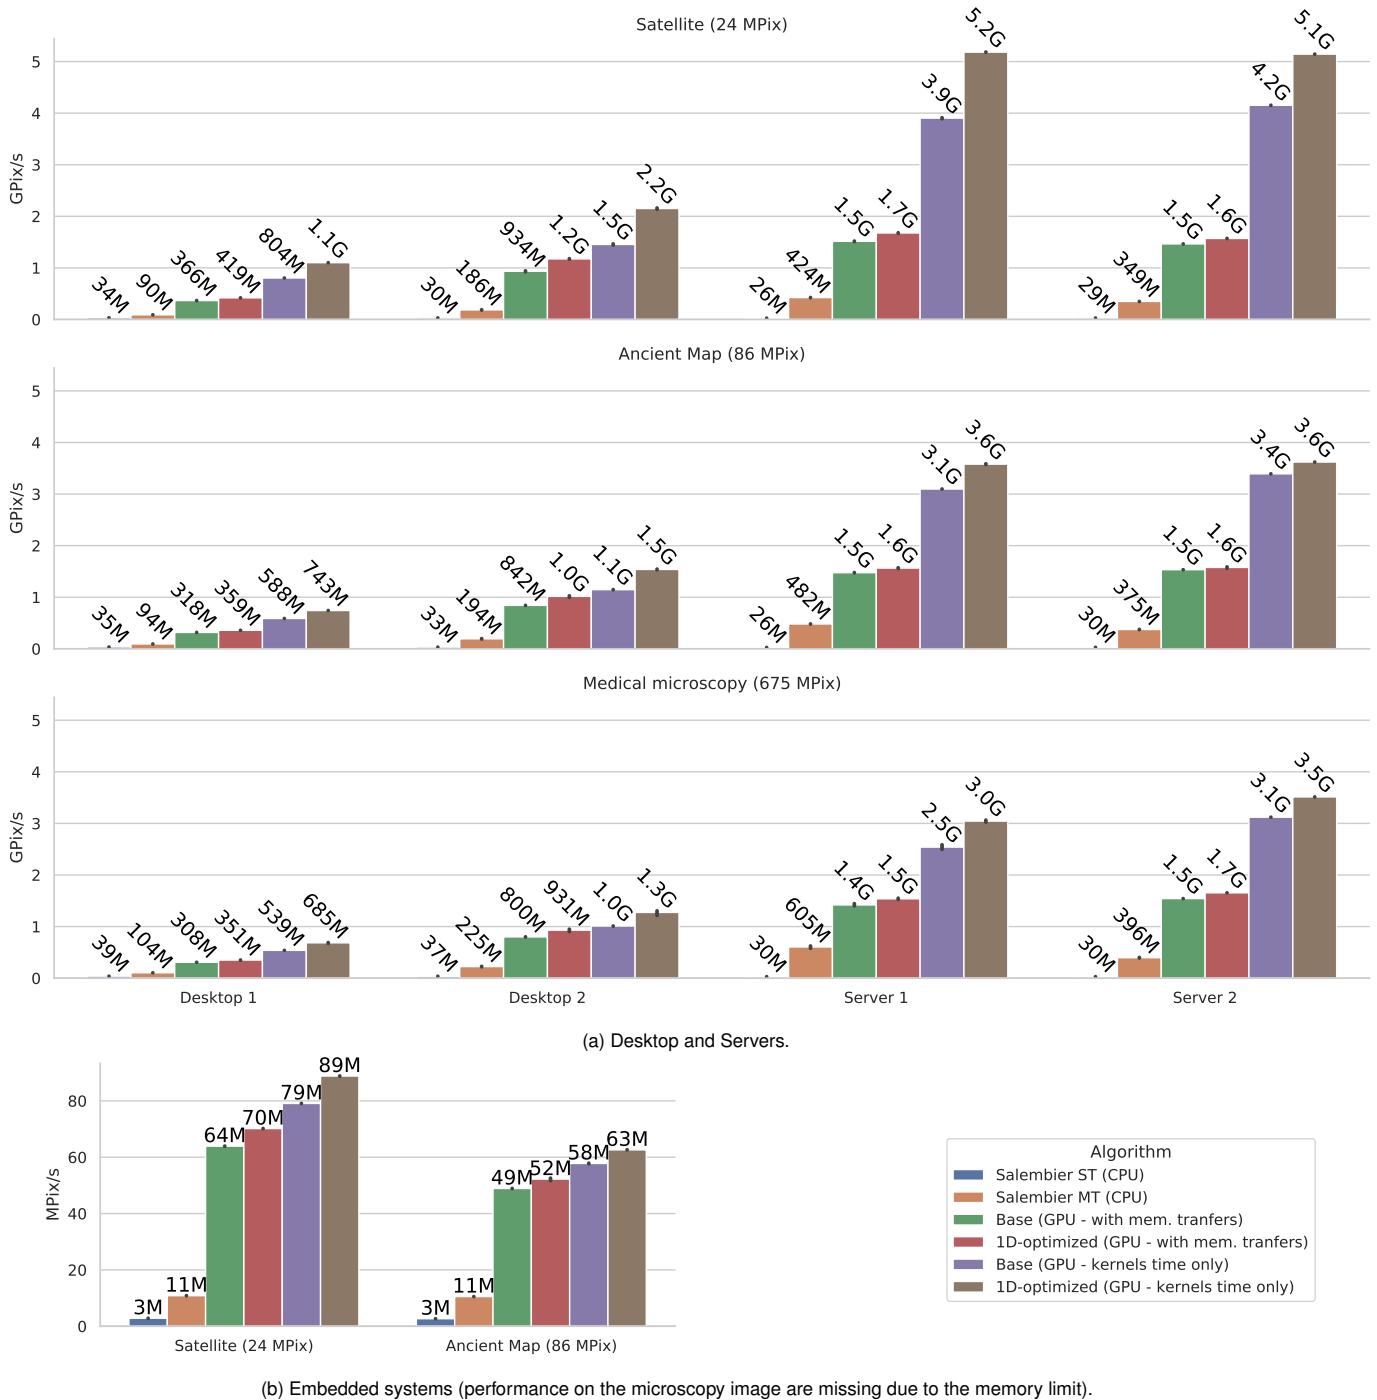 Satellite (24 MPix)
GPix/s
5
4
3
2
1
0
34M 90M 366M 419M 804M 1.1G 30M 186M 934M 1.2G 1.5G 2.2G 26M 424M 1.5G 1.7G 3.9G 5.2G 29M 349M 1.5G 1.6G 4.2G 5.1G
Ancient Map (86 MPix)
GPix/s
5
4
3
2
1
0
35M 94M 318M 359M 588M 743M 33M 194M 842M 1.0G 1.1G 1.5G 26M 482M 1.5G 1.6G 3.1G 3.6G 30M 375M 1.5G 1.6G 3.4G 3.6G
Medical microscopy (675 MPix)
GPix/s
5
4
3
2
1
0
39M 104M 308M 351M 539M 685M 37M 225M 800M 931M 1.0G 1.3G 30M 605M 1.4G 1.5G 2.5G 3.0G 30M 396M 1.5G 1.7G 3.1G 3.5G
Desktop 1 Desktop 2 Server 1 Server 2
(a) Desktop and Servers.
MPix/s
80
60
40
20
0
3M 11M 64M 70M 79M 89M 3M 11M 49M 52M 58M 63M
Satellite (24 MPix) Ancient Map (86 MPix)
Algorithm
Salembier ST (CPU)
Salembier MT (CPU)
Base (GPU - with mem. tranfers)
1D-optimized (GPU - with mem. tranfers)
Base (GPU - kernels time only)
1D-optimized (GPU - kernels time only)
(b) Embedded systems (performance on the microscopy image are missing due to the memory limit).